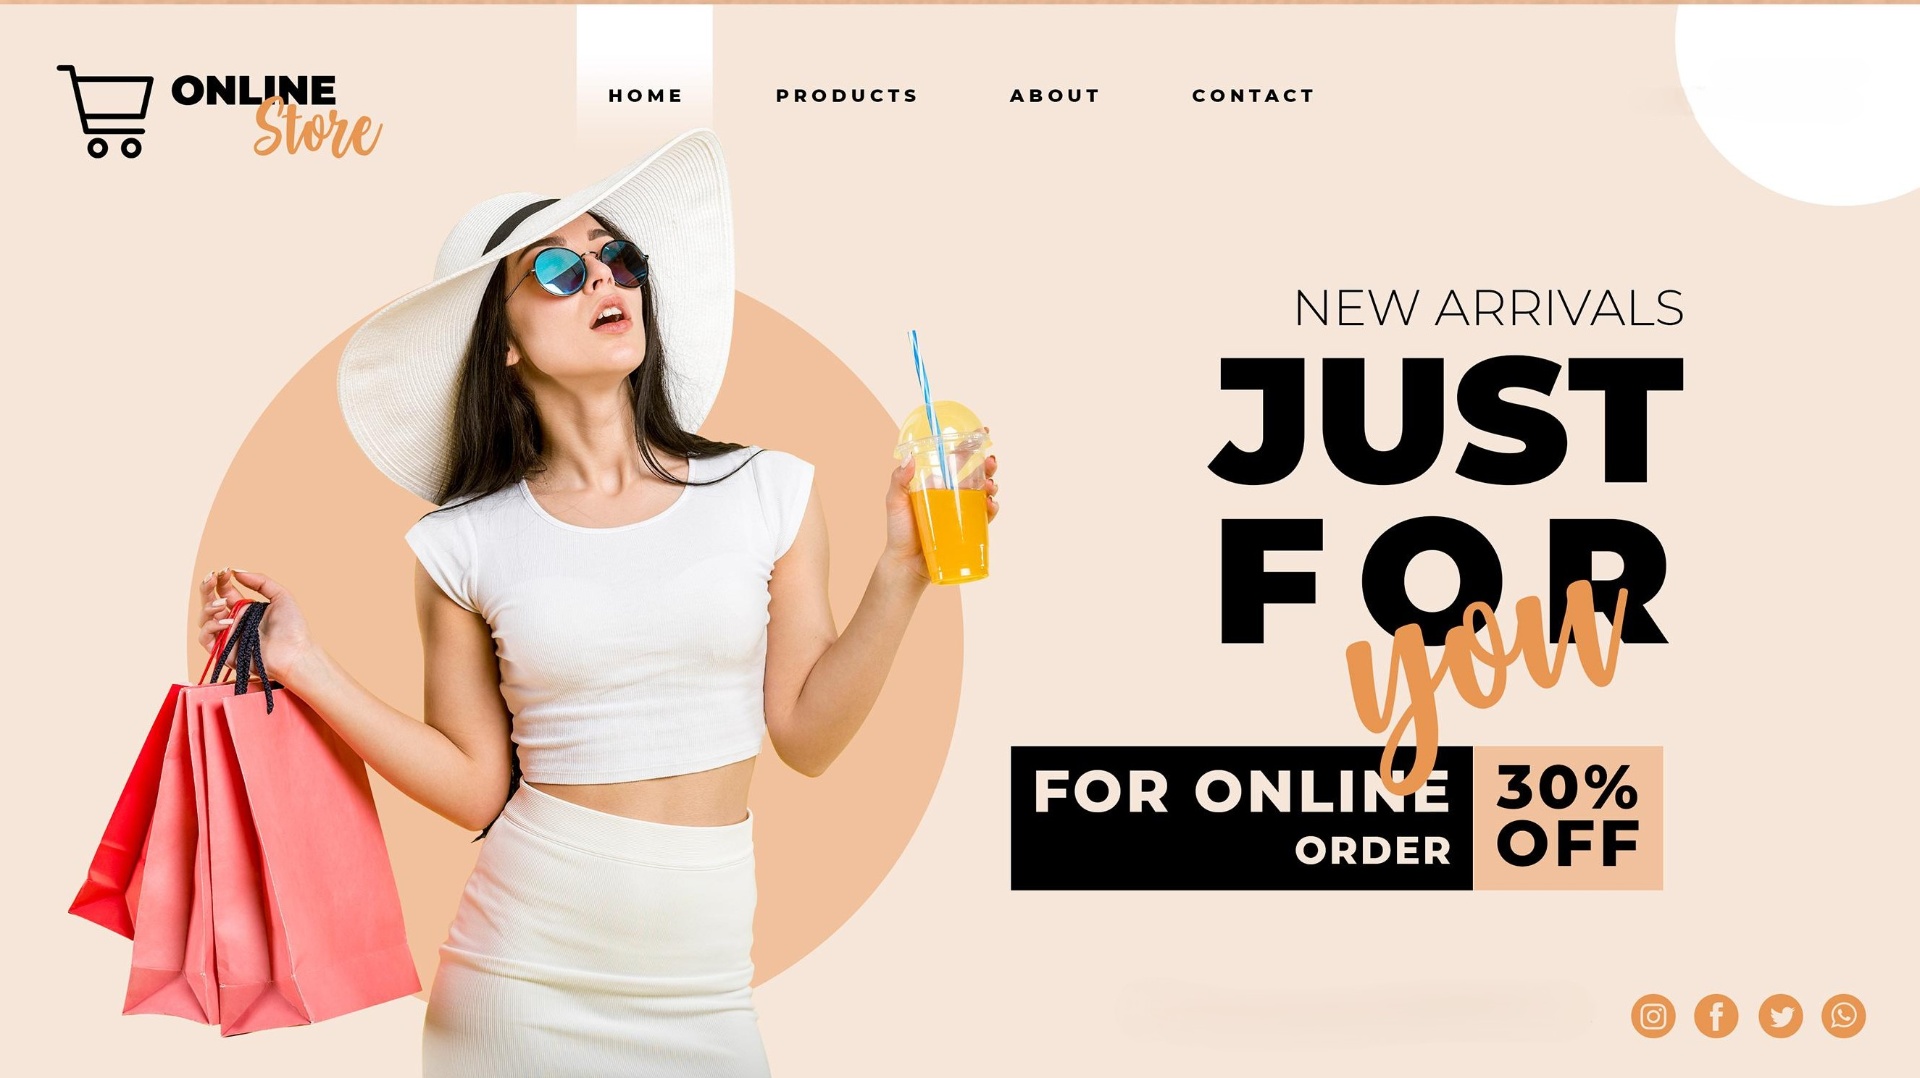 ONLINE
Store
HOME PRODUCTS ABOUT CONTACT
NEW ARRIVALS
JUST
FOR
you
FOR ONLINE
ORDER
30%
OFF